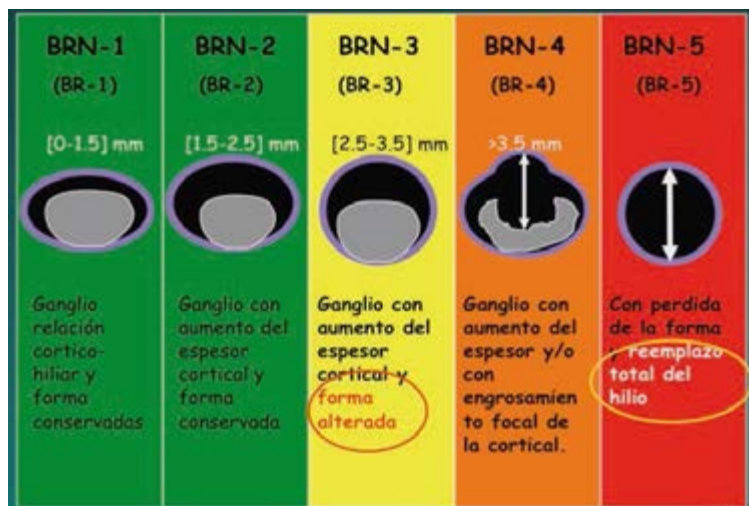 BRN-1
(BR-1)
[0-1.5] mm
Ganglio
relación
cortico-
hiliar y
forma
conservadas
BRN-2
(BR-2)
[1.5-2.5] mm
Ganglio con
aumento del
espesor
cortical y
forma
conservada
BRN-3
(BR-3)
[2.5-3.5] mm
Ganglio con
aumento del
espesor
cortical y
forma
alterada
BRN-4
(BR-4)
>3.5 mm
Ganglio con
aumento del
espesor y/o
con
engrosamien
to focal de
la cortical.
BRN-5
(BR-5)
Con perdida
de la forma
y reemplazo
total del
hilio